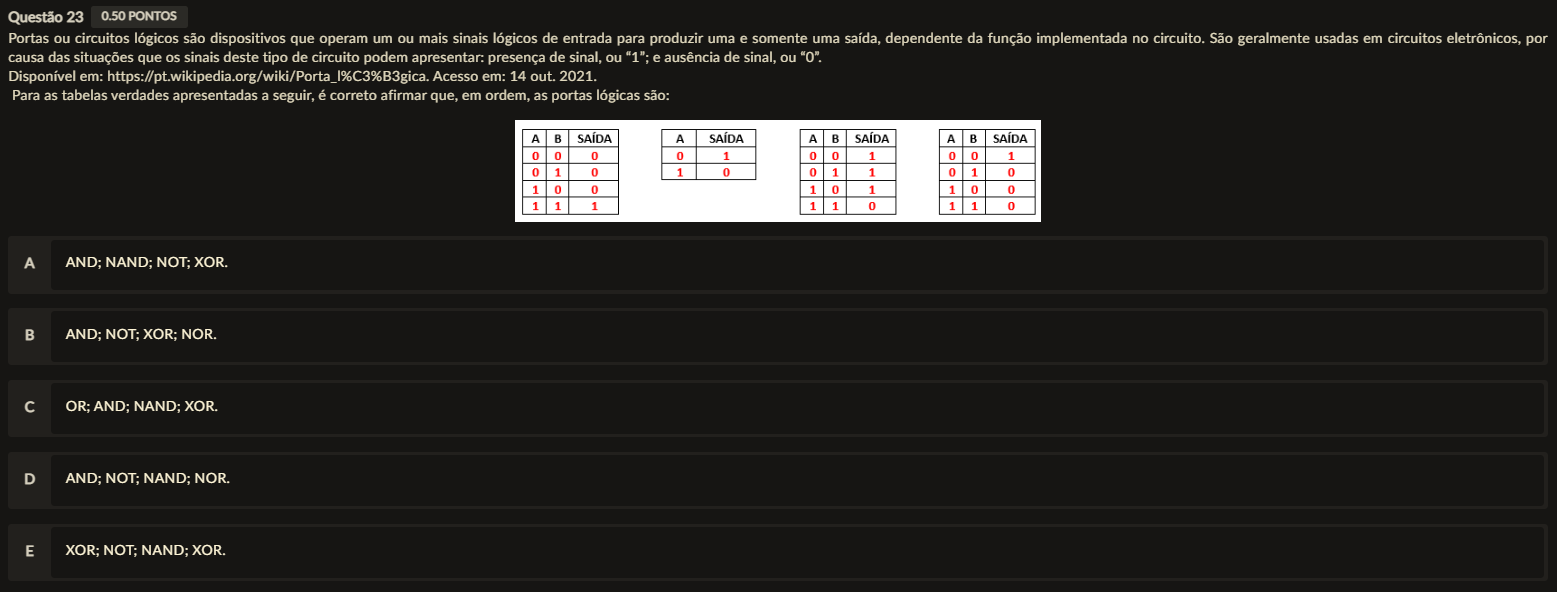 Questão 23 0.50 PONTOS
Portas ou circuitos lógicos são dispositivos que operam um ou mais sinais lógicos de entrada para produzir uma e somente uma saída, dependente da função implementada no circuito. São geralmente usadas em circuitos eletrônicos, por
causa das situações que os sinais deste tipo de circuito podem apresentar: presença de sinal, ou “1”; e ausência de sinal, ou “0”.
Disponível em: https://pt.wikipedia.org/wiki/Porta_l%C3%B3gica. Acesso em: 14 out. 2021.
Para as tabelas verdades apresentadas a seguir, é correto afirmar que, em ordem, as portas lógicas são:
A B SAÍDA A SAÍDA A B SAÍDA A B SAÍDA
0 0 0 0 1 0 0 1 0 0 1
0 1 0 1 0 0 1 1 0 1 0
1 0 0 1 0 1 1 0 0
1 1 1 1 1 0 1 1 0
A AND; NAND; NOT; XOR.
B AND; NOT; XOR; NOR.
C OR; AND; NAND; XOR.
D AND; NOT; NAND; NOR.
E XOR; NOT; NAND; XOR.